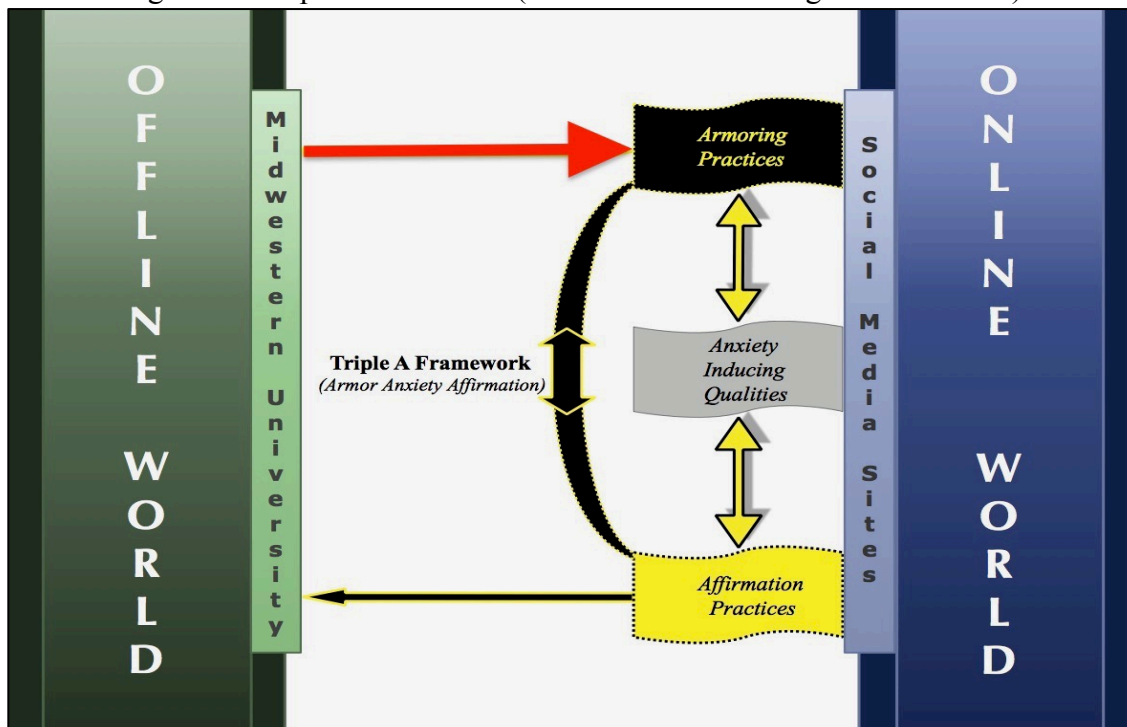 OFFLINE WORLD
Midwestern University
Armoring
Practices
Triple A Framework
(Armor Anxiety Affirmation)
Anxiety
Inducing
Qualities
Affirmation
Practices
Social Media Sites
ONLINE WORLD